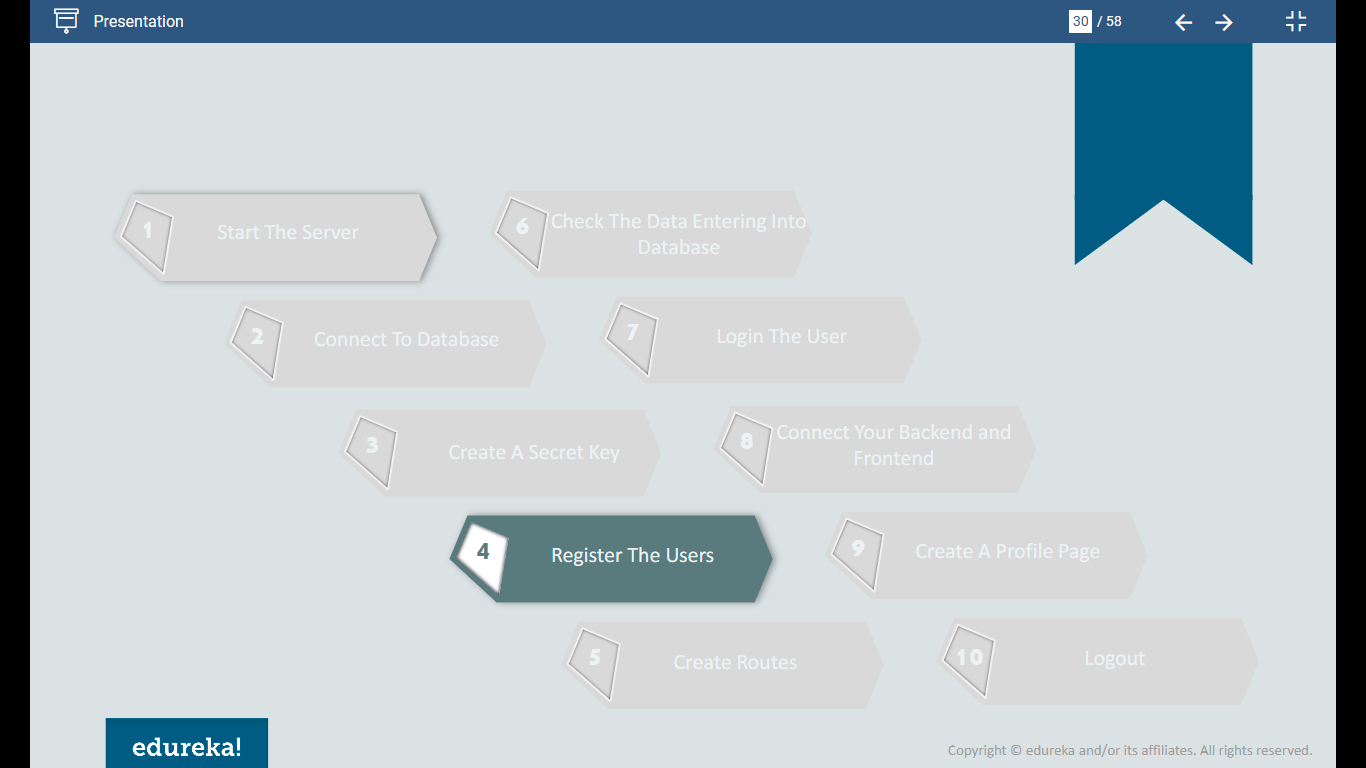 Presentation
30 / 58
1
Start The Server
2
Connect To Database
3
Create A Secret Key
4
Register The Users
5
Create Routes
6
Check The Data Entering Into
Database
7
Login The User
8
Connect Your Backend and
Frontend
9
Create A Profile Page
10
Logout
edureka!
Copyright © edureka and/or its affiliates. All rights reserved.